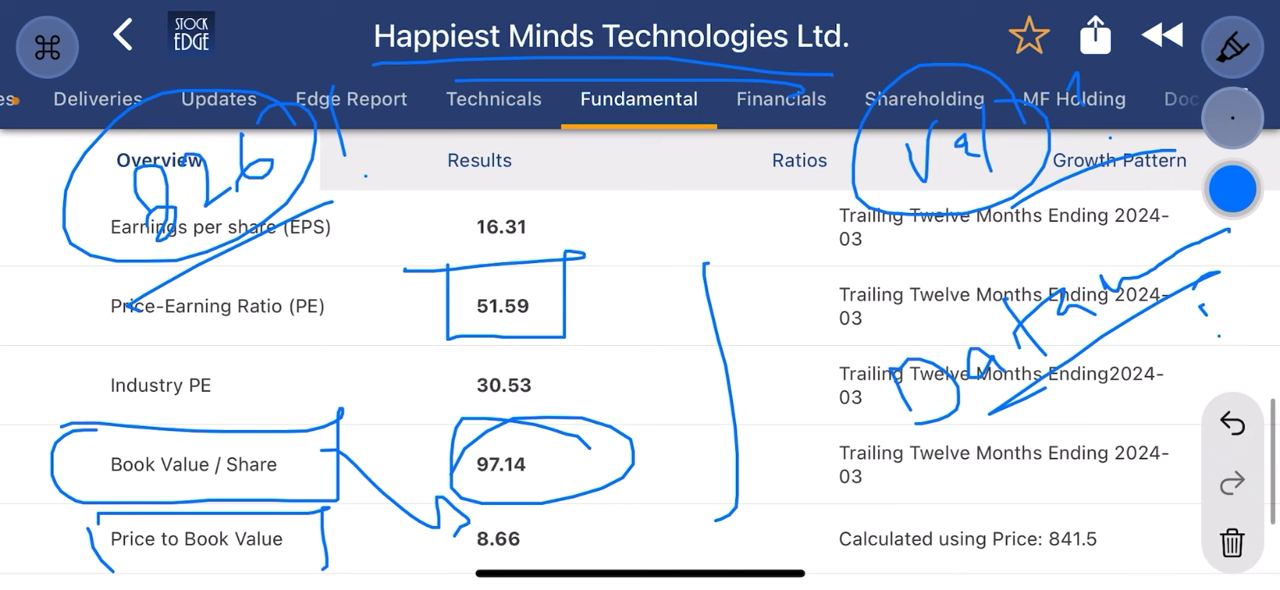 STOCK
EDGE
Happiest Minds Technologies Ltd.
es Deliveries Updates Edge Report Technicals Fundamental Financials Shareholding MF Holding Doc
Overview Results Ratios Growth Pattern
826
Val
Earnings per share (EPS) 16.31 Trailing Twelve Months Ending 2024-
03
Price-Earning Ratio (PE) 51.59 Trailing Twelve Months Ending 2024-
03
Industry PE 30.53 Trailing Twelve Months Ending2024-
03
Book Value / Share 97.14 Trailing Twelve Months Ending 2024-
03
Price to Book Value 8.66 Calculated using Price: 841.5